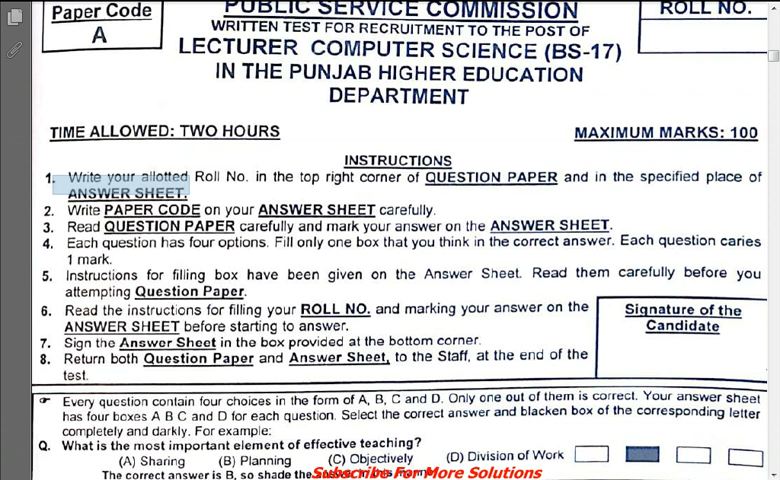 Paper Code
A
PUBLIC SERVICE COMMISSION
ROLL NO.
WRITTEN TEST FOR RECRUITMENT TO THE POST OF
LECTURER COMPUTER SCIENCE (BS-17)
IN THE PUNJAB HIGHER EDUCATION
DEPARTMENT
TIME ALLOWED: TWO HOURS
MAXIMUM MARKS: 100
INSTRUCTIONS
1. Write your allotted Roll No. in the top right corner of QUESTION PAPER and in the specified place of
ANSWER SHEET.
2. Write PAPER CODE on your ANSWER SHEET carefully.
3. Read QUESTION PAPER carefully and mark your answer on the ANSWER SHEET.
4. Each question has four options. Fill only one box that you think in the correct answer. Each question caries
1 mark.
5. Instructions for filling box have been given on the Answer Sheet. Read them carefully before you
attempting Question Paper.
6. Read the instructions for filling your ROLL NO. and marking your answer on the
ANSWER SHEET before starting to answer.
7. Sign the Answer Sheet in the box provided at the bottom corner.
8. Return both Question Paper and Answer Sheet, to the Staff, at the end of the
test.
Signature of the
Candidate
☞ Every question contain four choices in the form of A, B, C and D. Only one out of them is correct. Your answer sheet
has four boxes A B C and D for each question. Select the correct answer and blacken box of the corresponding letter
completely and darkly. For example:
Q. What is the most important element of effective teaching?
(A) Sharing (B) Planning (C) Objectively (D) Division of Work
The correct answer is B, so shade the
Subscribe For More Solutions